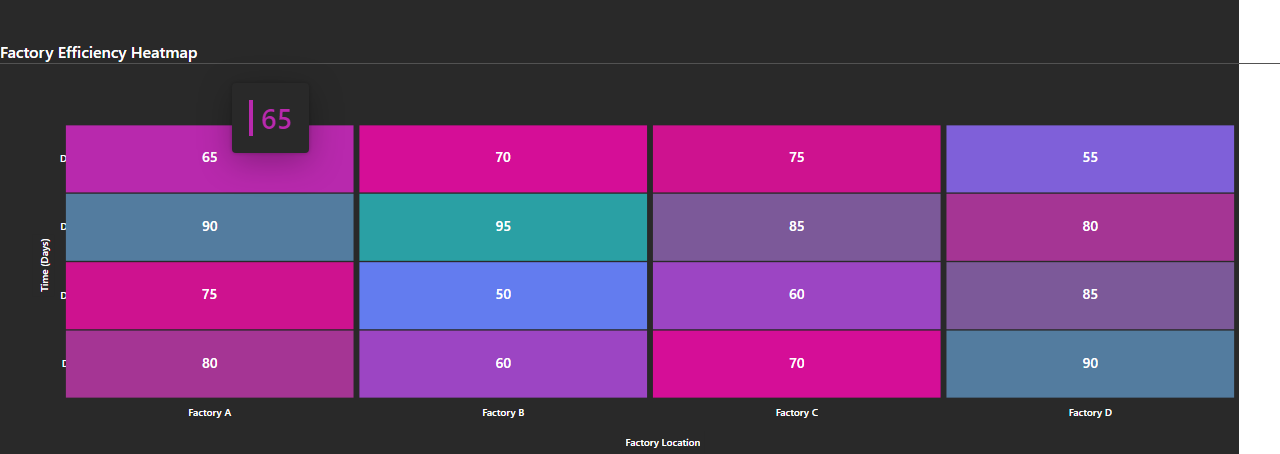 Factory Efficiency Heatmap
65
65 70 75 55
90 95 85 80
75 50 60 85
80 60 70 90
Time (Days)
Factory A Factory B Factory C Factory D
Factory Location